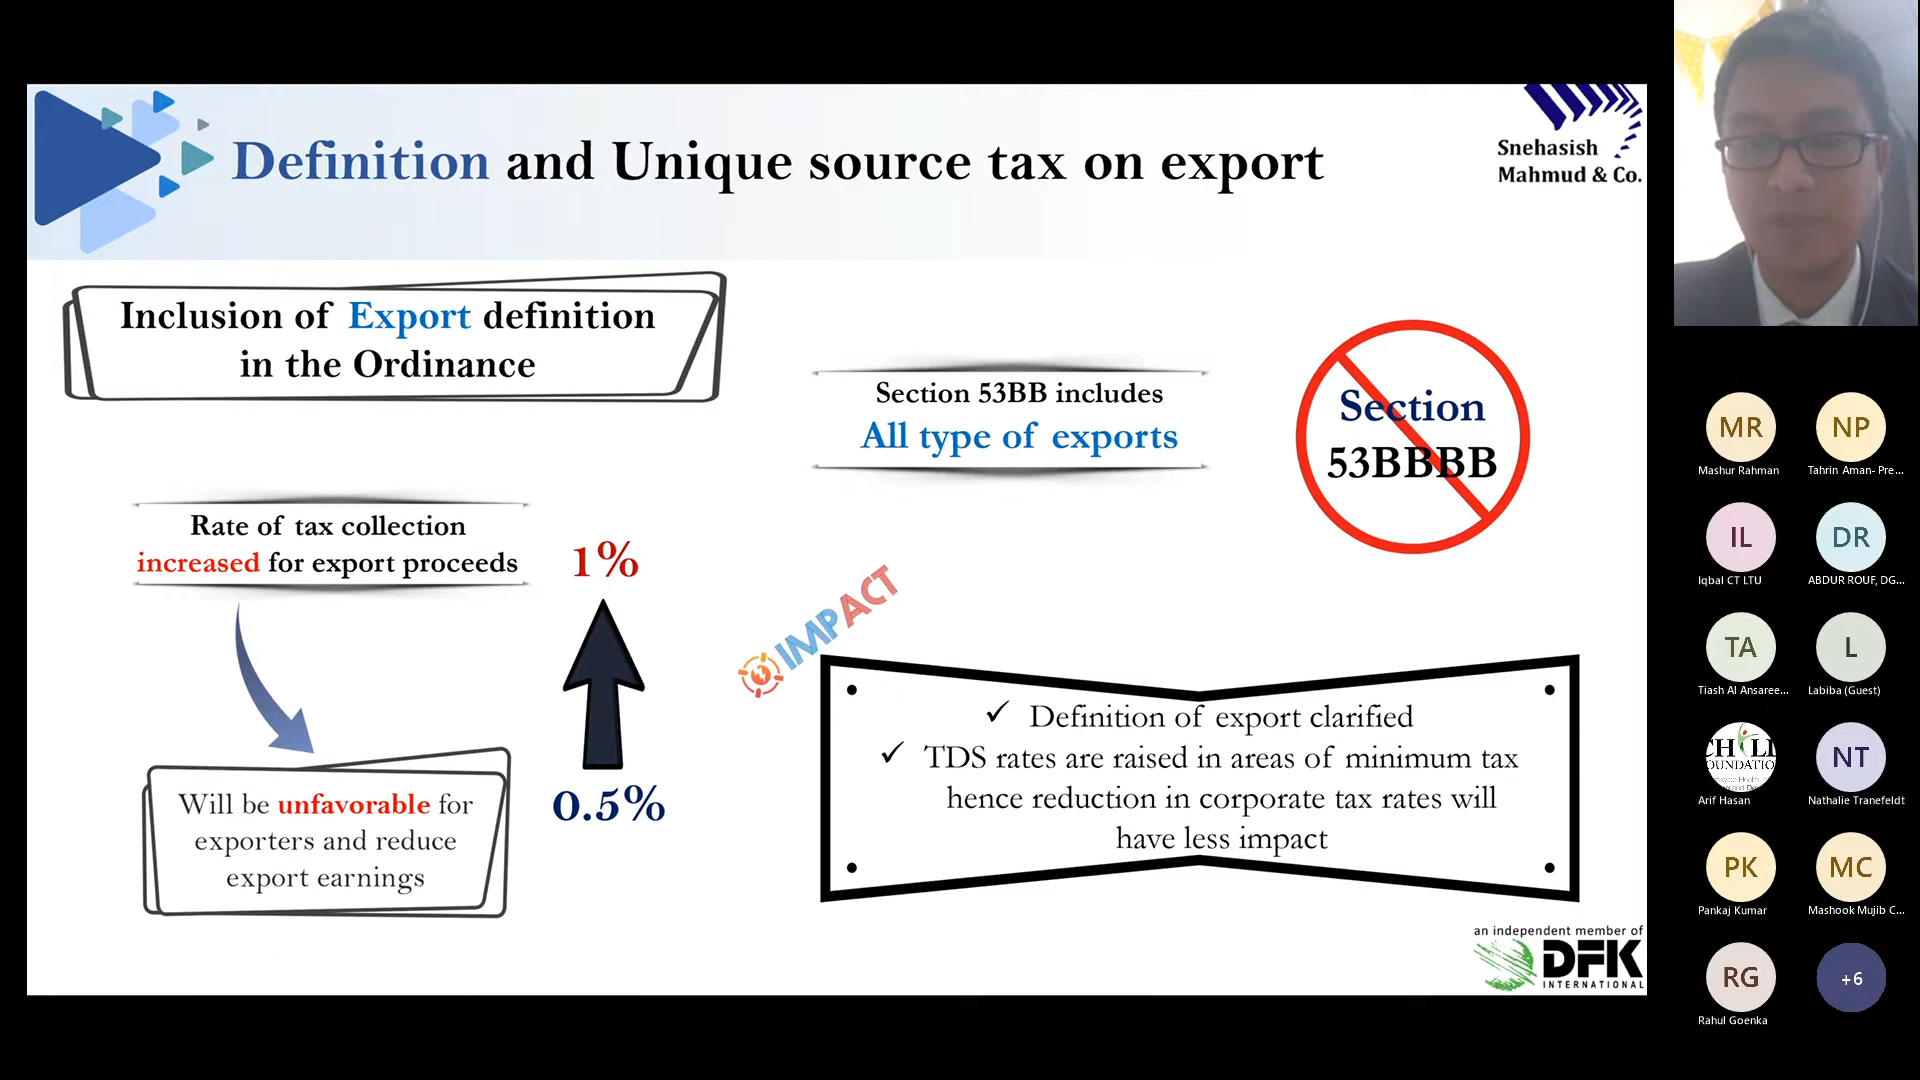 Definition and Unique source tax on export
Snehasish
Mahmud & Co.
Inclusion of Export definition
in the Ordinance
Section 53BB includes
All type of exports
Section
53BBBB
Rate of tax collection
increased for export proceeds
1%
0.5%
Will be unfavorable for
exporters and reduce
export earnings
IMPACT
✓ Definition of export clarified
✓ TDS rates are raised in areas of minimum tax
hence reduction in corporate tax rates will
have less impact
an independent member of
DFK
INTERNATIONAL
MR
Mashur Rahman
NP
Tahrin Aman- Pre...
IL
Iqbal CT LTU
DR
ABDUR ROUF, DG...
TA
Tiash Al Ansaree...
L
Labiba (Guest)
Arif Hasan
NT
Nathalie Tranefeldt
PK
Pankaj Kumar
MC
Mashook Mujib C...
RG
Rahul Goenka
+6